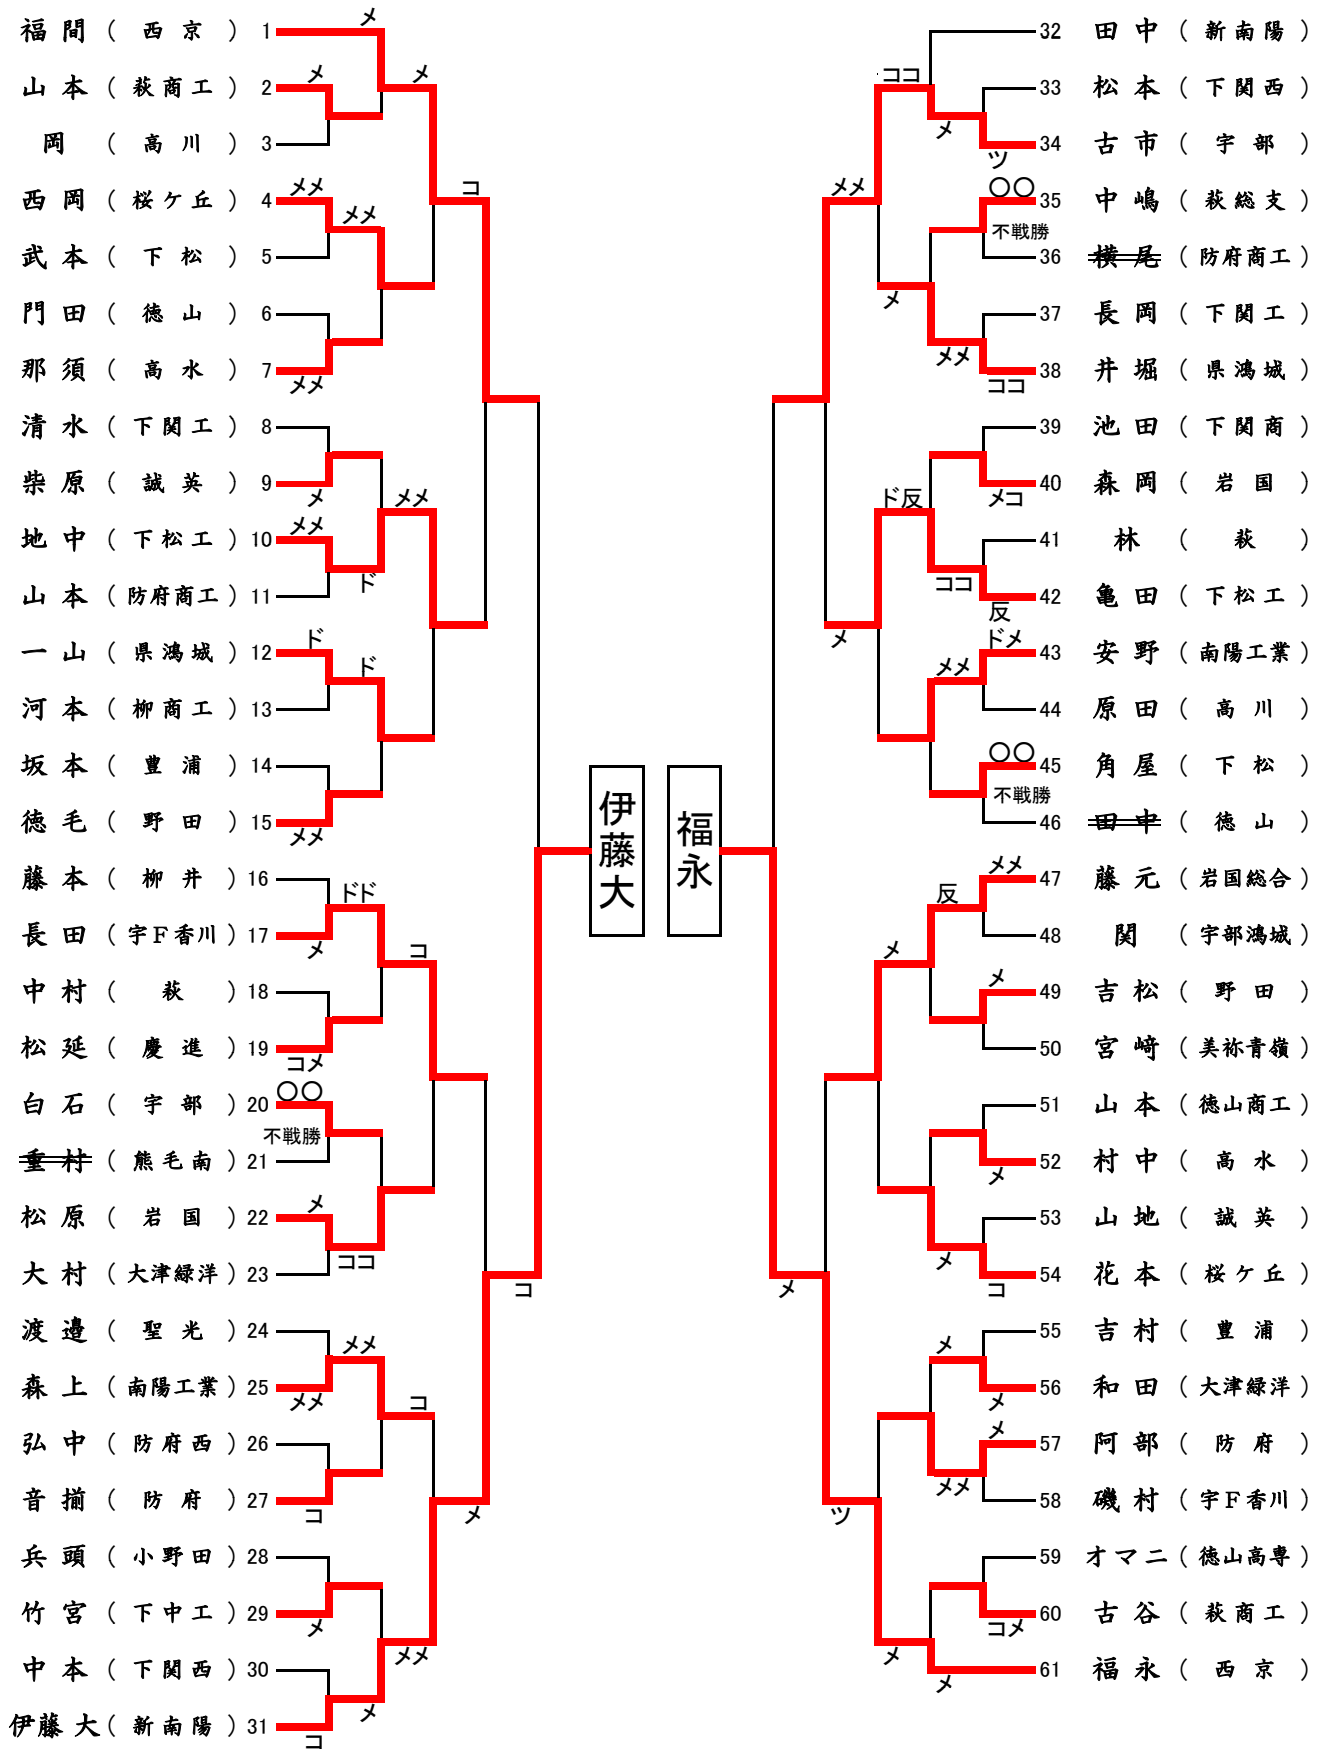 福間 ( 西京 ) 1
山本 ( 萩商工 ) 2
岡 ( 高川 ) 3
西岡 ( 桜ケ丘 ) 4
武本 ( 下松 ) 5
門田 ( 徳山 ) 6
那須 ( 高水 ) 7
清水 ( 下関工 ) 8
柴原 ( 誠英 ) 9
地中 ( 下松工 ) 10
山本 ( 防府商工 ) 11
一山 ( 県鴻城 ) 12
河本 ( 柳商工 ) 13
坂本 ( 豊浦 ) 14
徳毛 ( 野田 ) 15
藤本 ( 柳井 ) 16
長田 ( 宇F香川 ) 17
中村 ( 萩 ) 18
松延 ( 慶進 ) 19
白石 ( 宇部 ) 20
重村 ( 熊毛南 ) 21
松原 ( 岩国 ) 22
大村 ( 大津緑洋 ) 23
渡邉 ( 聖光 ) 24
森上 ( 南陽工業 ) 25
弘中 ( 防府西 ) 26
音揃 ( 防府 ) 27
兵頭 ( 小野田 ) 28
竹宮 ( 下中工 ) 29
中本 ( 下関西 ) 30
伊藤大 ( 新南陽 ) 31
メ
メ
メ
メメ
メメ
メメ
コ
メ
メメ
メメ
ド
ド
ド
メメ
メ
ドド
コ
コメ
〇〇
不戦勝
メ
ココ
コ
メメ
メメ
コ
コ
メ
メ
メメ
メ
コ
伊藤大
福永
32 田中 ( 新南陽 )
33 松本 ( 下関西 )
34 古市 ( 宇部 )
35 中嶋 ( 萩総支 )
36 横尾 ( 防府商工 )
37 長岡 ( 下関工 )
38 井堀 ( 県鴻城 )
39 池田 ( 下関商 )
40 森岡 ( 岩国 )
41 林 ( 萩 )
42 亀田 ( 下松工 )
43 安野 ( 南陽工業 )
44 原田 ( 高川 )
45 角屋 ( 下松 )
46 田中 ( 徳山 )
47 藤元 ( 岩国総合 )
48 関 ( 宇部鴻城 )
49 吉松 ( 野田 )
50 宮﨑 ( 美祢青嶺 )
51 山本 ( 徳山商工 )
52 村中 ( 高水 )
53 山地 ( 誠英 )
54 花本 ( 桜ケ丘 )
55 吉村 ( 豊浦 )
56 和田 ( 大津緑洋 )
57 阿部 ( 防府 )
58 磯村 ( 宇F香川 )
59 オマニ ( 徳山高専 )
60 古谷 ( 萩商工 )
61 福永 ( 西京 )
ココ
メ
ツ
メメ
〇〇
不戦勝
メ
メメ
ココ
ド反
メコ
ココ
反
ドメ
メ
メメ
〇〇
不戦勝
メメ
反
メ
メ
メ
メ
コ
メ
メ
メ
メ
メメ
ツ
コメ
メ
メ